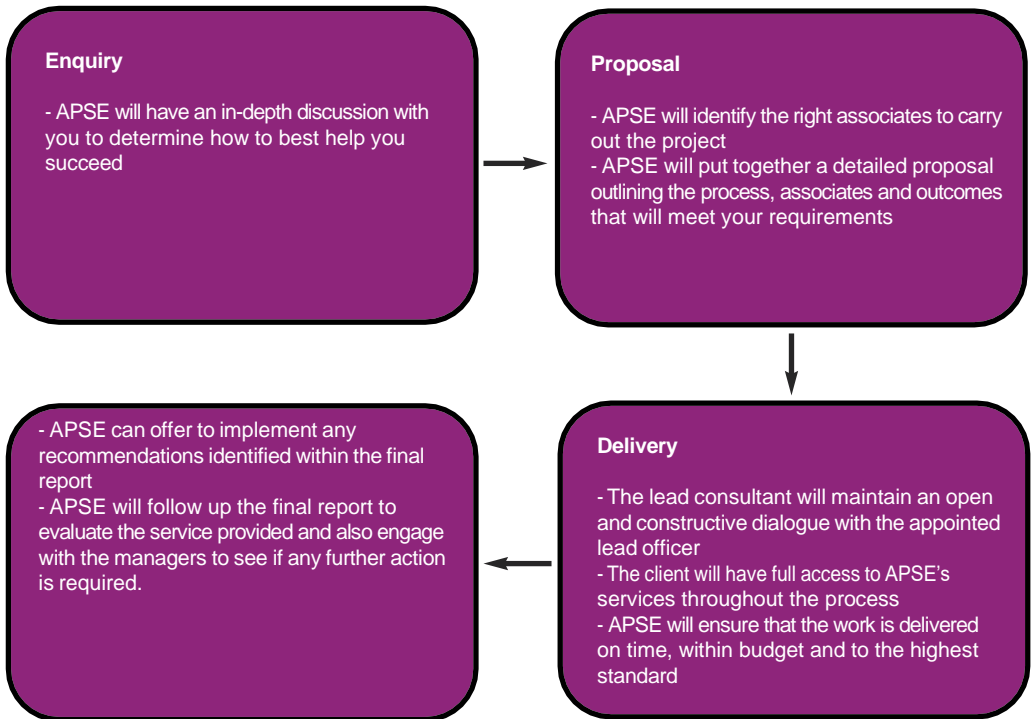 Enquiry
- APSE will have an in-depth discussion with
you to determine how to best help you
succeed
Proposal
- APSE will identify the right associates to carry
out the project
- APSE will put together a detailed proposal
outlining the process, associates and outcomes
that will meet your requirements
Delivery
- The lead consultant will maintain an open
and constructive dialogue with the appointed
lead officer
- The client will have full access to APSE’s
services throughout the process
- APSE will ensure that the work is delivered
on time, within budget and to the highest
standard
- APSE can offer to implement any
recommendations identified within the final
report
- APSE will follow up the final report to
evaluate the service provided and also engage
with the managers to see if any further action
is required.